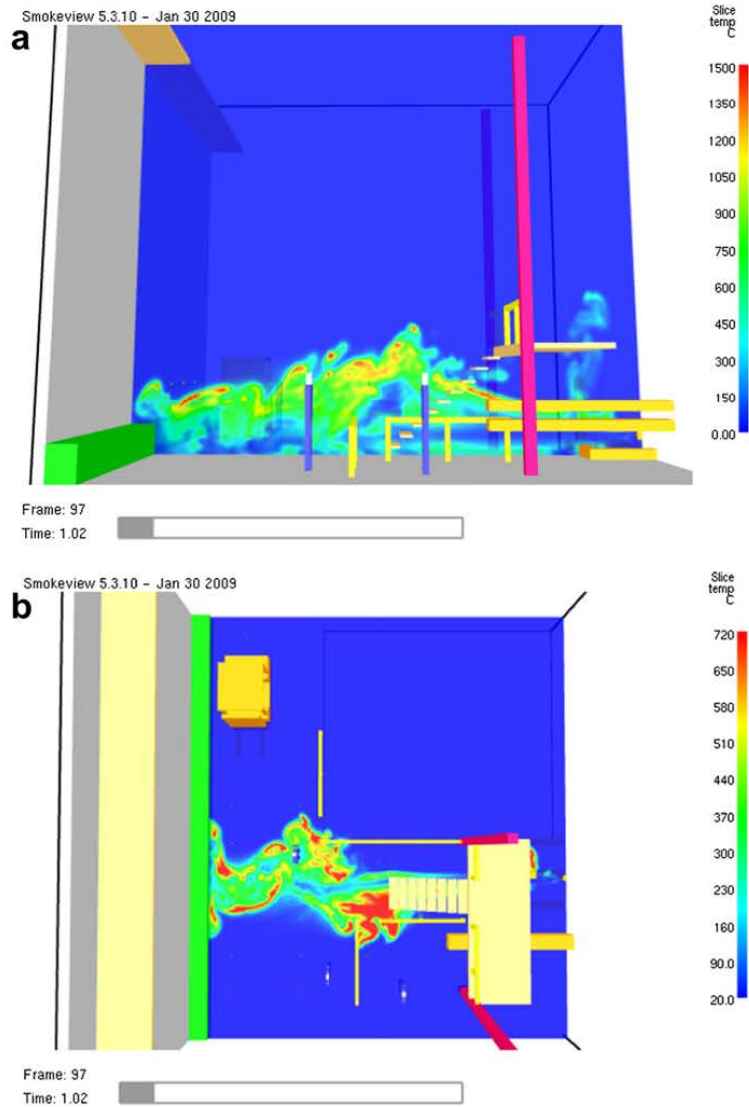 Smokeview 5.3.10 - Jan 30 2009
a
Slice
temp
C
1500
1350
1200
1050
900
750
600
450
300
150
0.00
Frame: 97
Time: 1.02
Smokeview 5.3.10 - Jan 30 2009
b
Slice
temp
C
720
650
580
510
440
370
300
230
160
90.0
20.0
Frame: 97
Time: 1.02